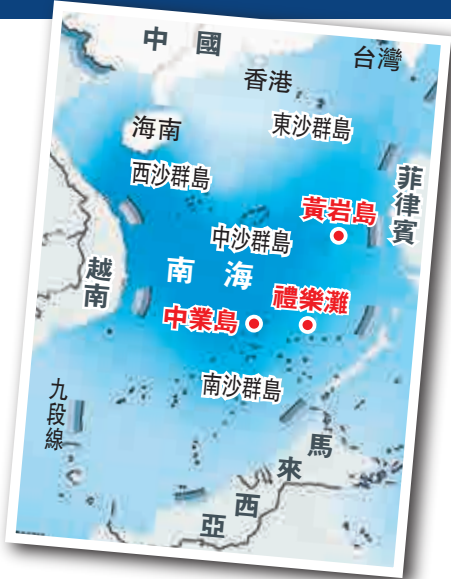 中國
台灣
香港
東沙群島
海南
西沙群島
菲律賓
黃岩島
中沙群島
南海
越南
禮樂灘
中業島
南沙群島
九段線
馬來西亞